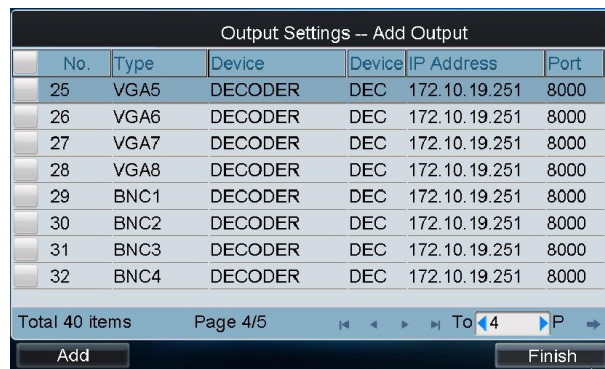 Output Settings -- Add Output
No. Type Device Device IP Address Port
25 VGA5 DECODER DEC 172.10.19.251 8000
26 VGA6 DECODER DEC 172.10.19.251 8000
27 VGA7 DECODER DEC 172.10.19.251 8000
28 VGA8 DECODER DEC 172.10.19.251 8000
29 BNC1 DECODER DEC 172.10.19.251 8000
30 BNC2 DECODER DEC 172.10.19.251 8000
31 BNC3 DECODER DEC 172.10.19.251 8000
32 BNC4 DECODER DEC 172.10.19.251 8000
Total 40 items Page 4/5 To 4 P
Add Finish